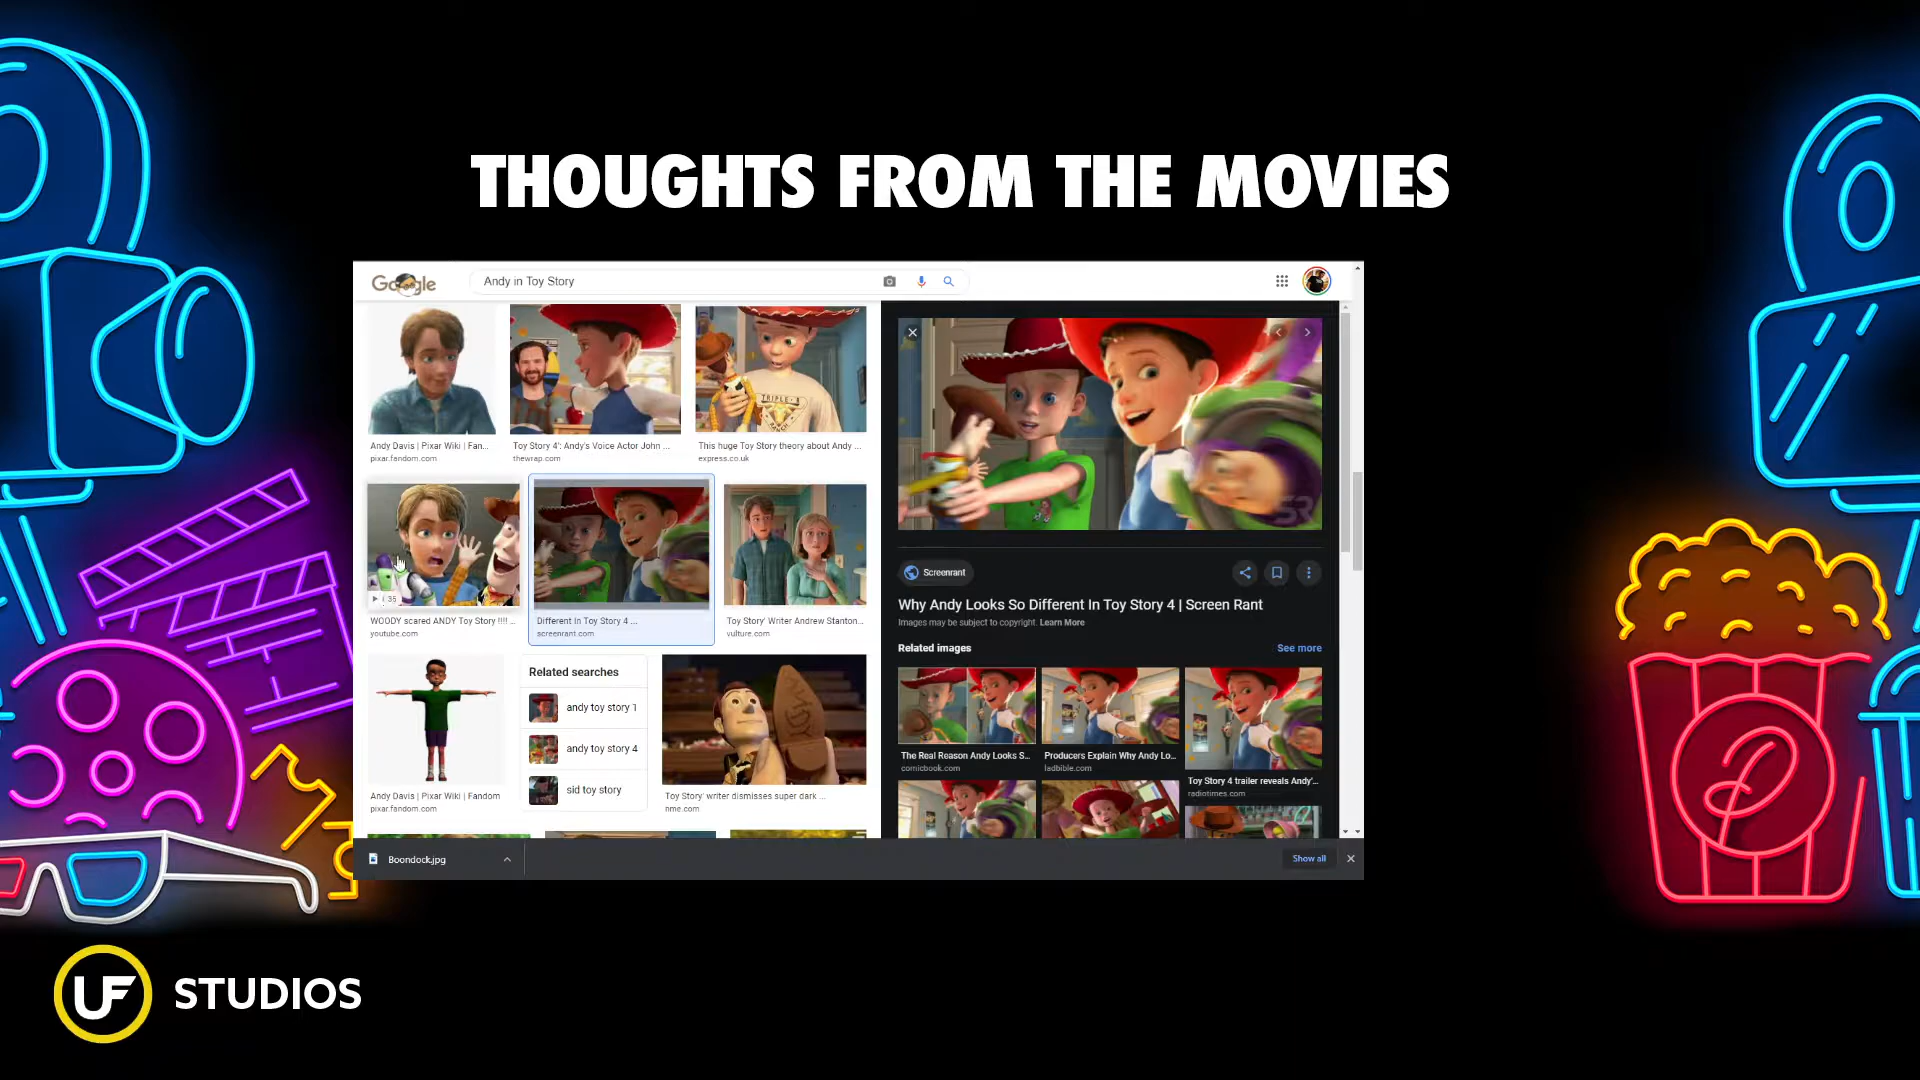 THOUGHTS FROM THE MOVIES
Google
Andy in Toy Story
Andy Davis | Pixar Wiki | Fan...
pixar.fandom.com
Toy Story 4': Andy's Voice Actor John ...
thewrap.com
TRIPLE
This huge Toy Story theory about Andy ...
express.co.uk
WOODY scared ANDY Toy Story !!!! ...
youtube.com
Different In Toy Story 4 ...
screenrant.com
Toy Story' Writer Andrew Stanton...
vulture.com
Andy Davis | Pixar Wiki | Fandom
pixar.fandom.com
Related searches
andy toy story 1
andy toy story 4
sid toy story
Toy Story' writer dismisses super dark ...
nme.com
SR
Screenrant
Why Andy Looks So Different In Toy Story 4 | Screen Rant
Images may be subject to copyright. Learn More
Related images
See more
The Real Reason Andy Looks S...
comicbook.com
Producers Explain Why Andy Lo...
ladbible.com
Toy Story 4 trailer reveals Andy'...
radiotimes.com
Boondock.jpg
Show all
UF STUDIOS